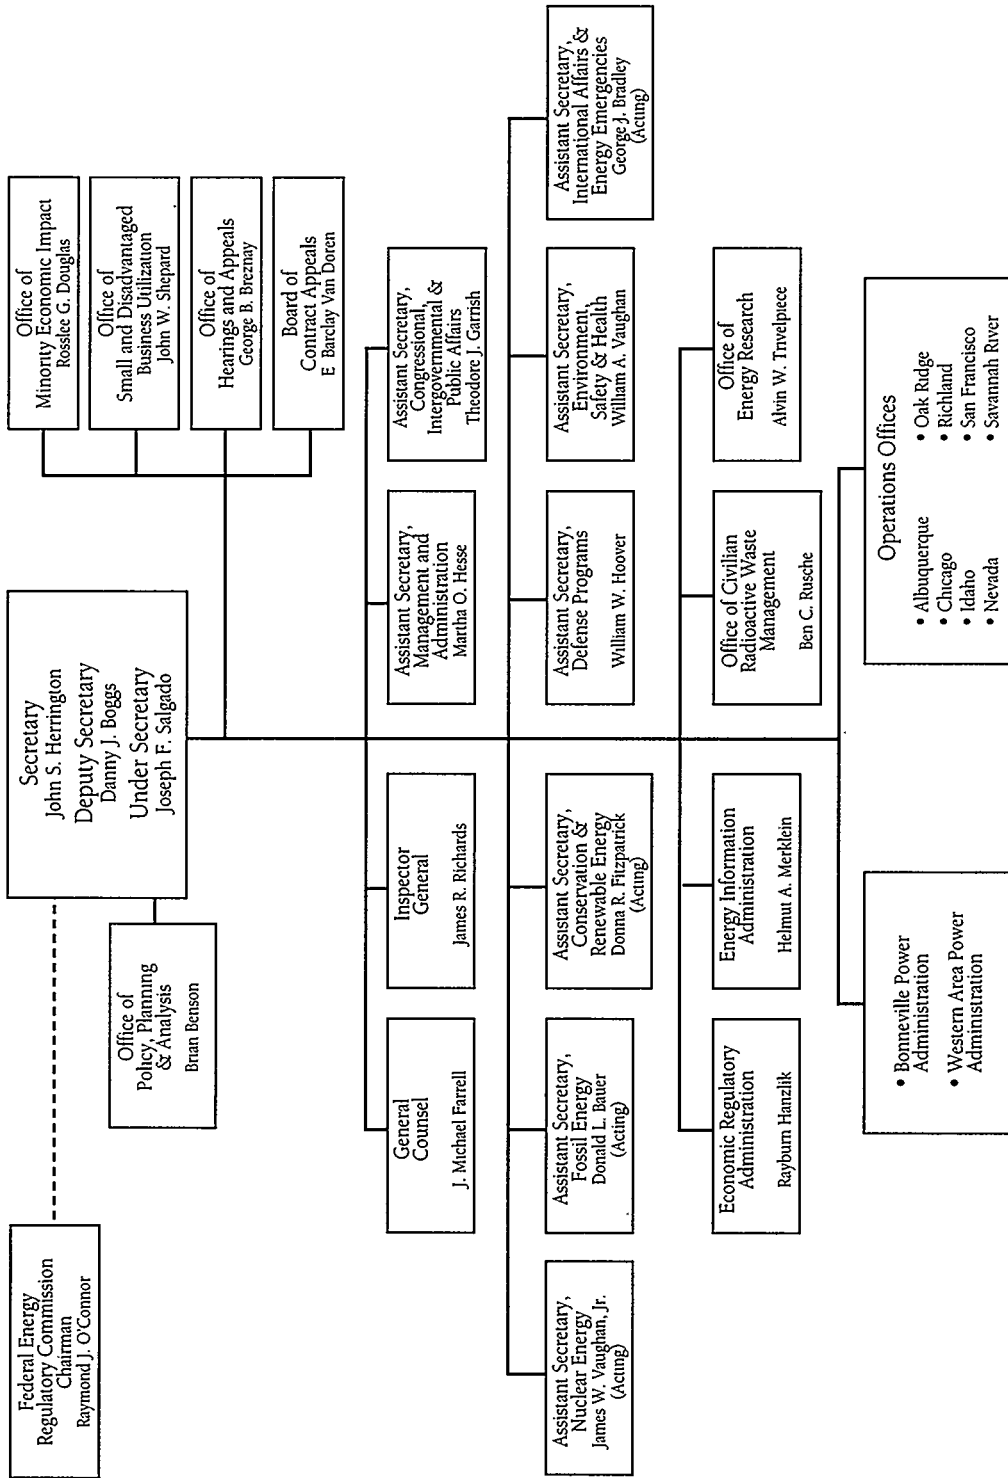 Federal Energy
Regulatory Commission
Chairman
Raymond J. O'Connor
Secretary
John S. Herrington
Deputy Secretary
Danny J. Boggs
Under Secretary
Joseph F. Salgado
Office of
Minority Economic Impact
Rosslee G. Douglas
Office of
Small and Disadvantaged
Business Utilization
John W. Shepard
Office of
Hearings and Appeals
George B. Breznay
Board of
Contract Appeals
E Barclay Van Doren
Office of
Policy, Planning
& Analysis
Brian Benson
General
Counsel
J. Michael Farrell
Inspector
General
James R. Richards
Assistant Secretary,
Management and
Administration
Martha O. Hesse
Assistant Secretary,
Congressional,
Intergovernmental &
Public Affairs
Theodore J. Garrish
Assistant Secretary,
Nuclear Energy
James W. Vaughan, Jr.
(Acting)
Assistant Secretary,
Fossil Energy
Donald L. Bauer
(Acting)
Assistant Secretary,
Conservation &
Renewable Energy
Donna R. Fitzpatrick
(Acting)
Assistant Secretary,
Defense Programs
William W. Hoover
Assistant Secretary,
Environment,
Safety & Health
William A. Vaughan
Assistant Secretary,
International Affairs &
Energy Emergencies
George J. Bradley
(Acting)
Economic Regulatory
Administration
Rayburn Hanzlik
Energy Information
Administration
Helmut A. Merklein
Office of Civilian
Radioactive Waste
Management
Ben C. Rusche
Office of
Energy Research
Alvin W. Trivelpiece
• Bonneville Power
Administration
• Western Area Power
Administration
Operations Offices
• Albuquerque
• Chicago
• Idaho
• Nevada
• Oak Ridge
• Richland
• San Francisco
• Savannah River